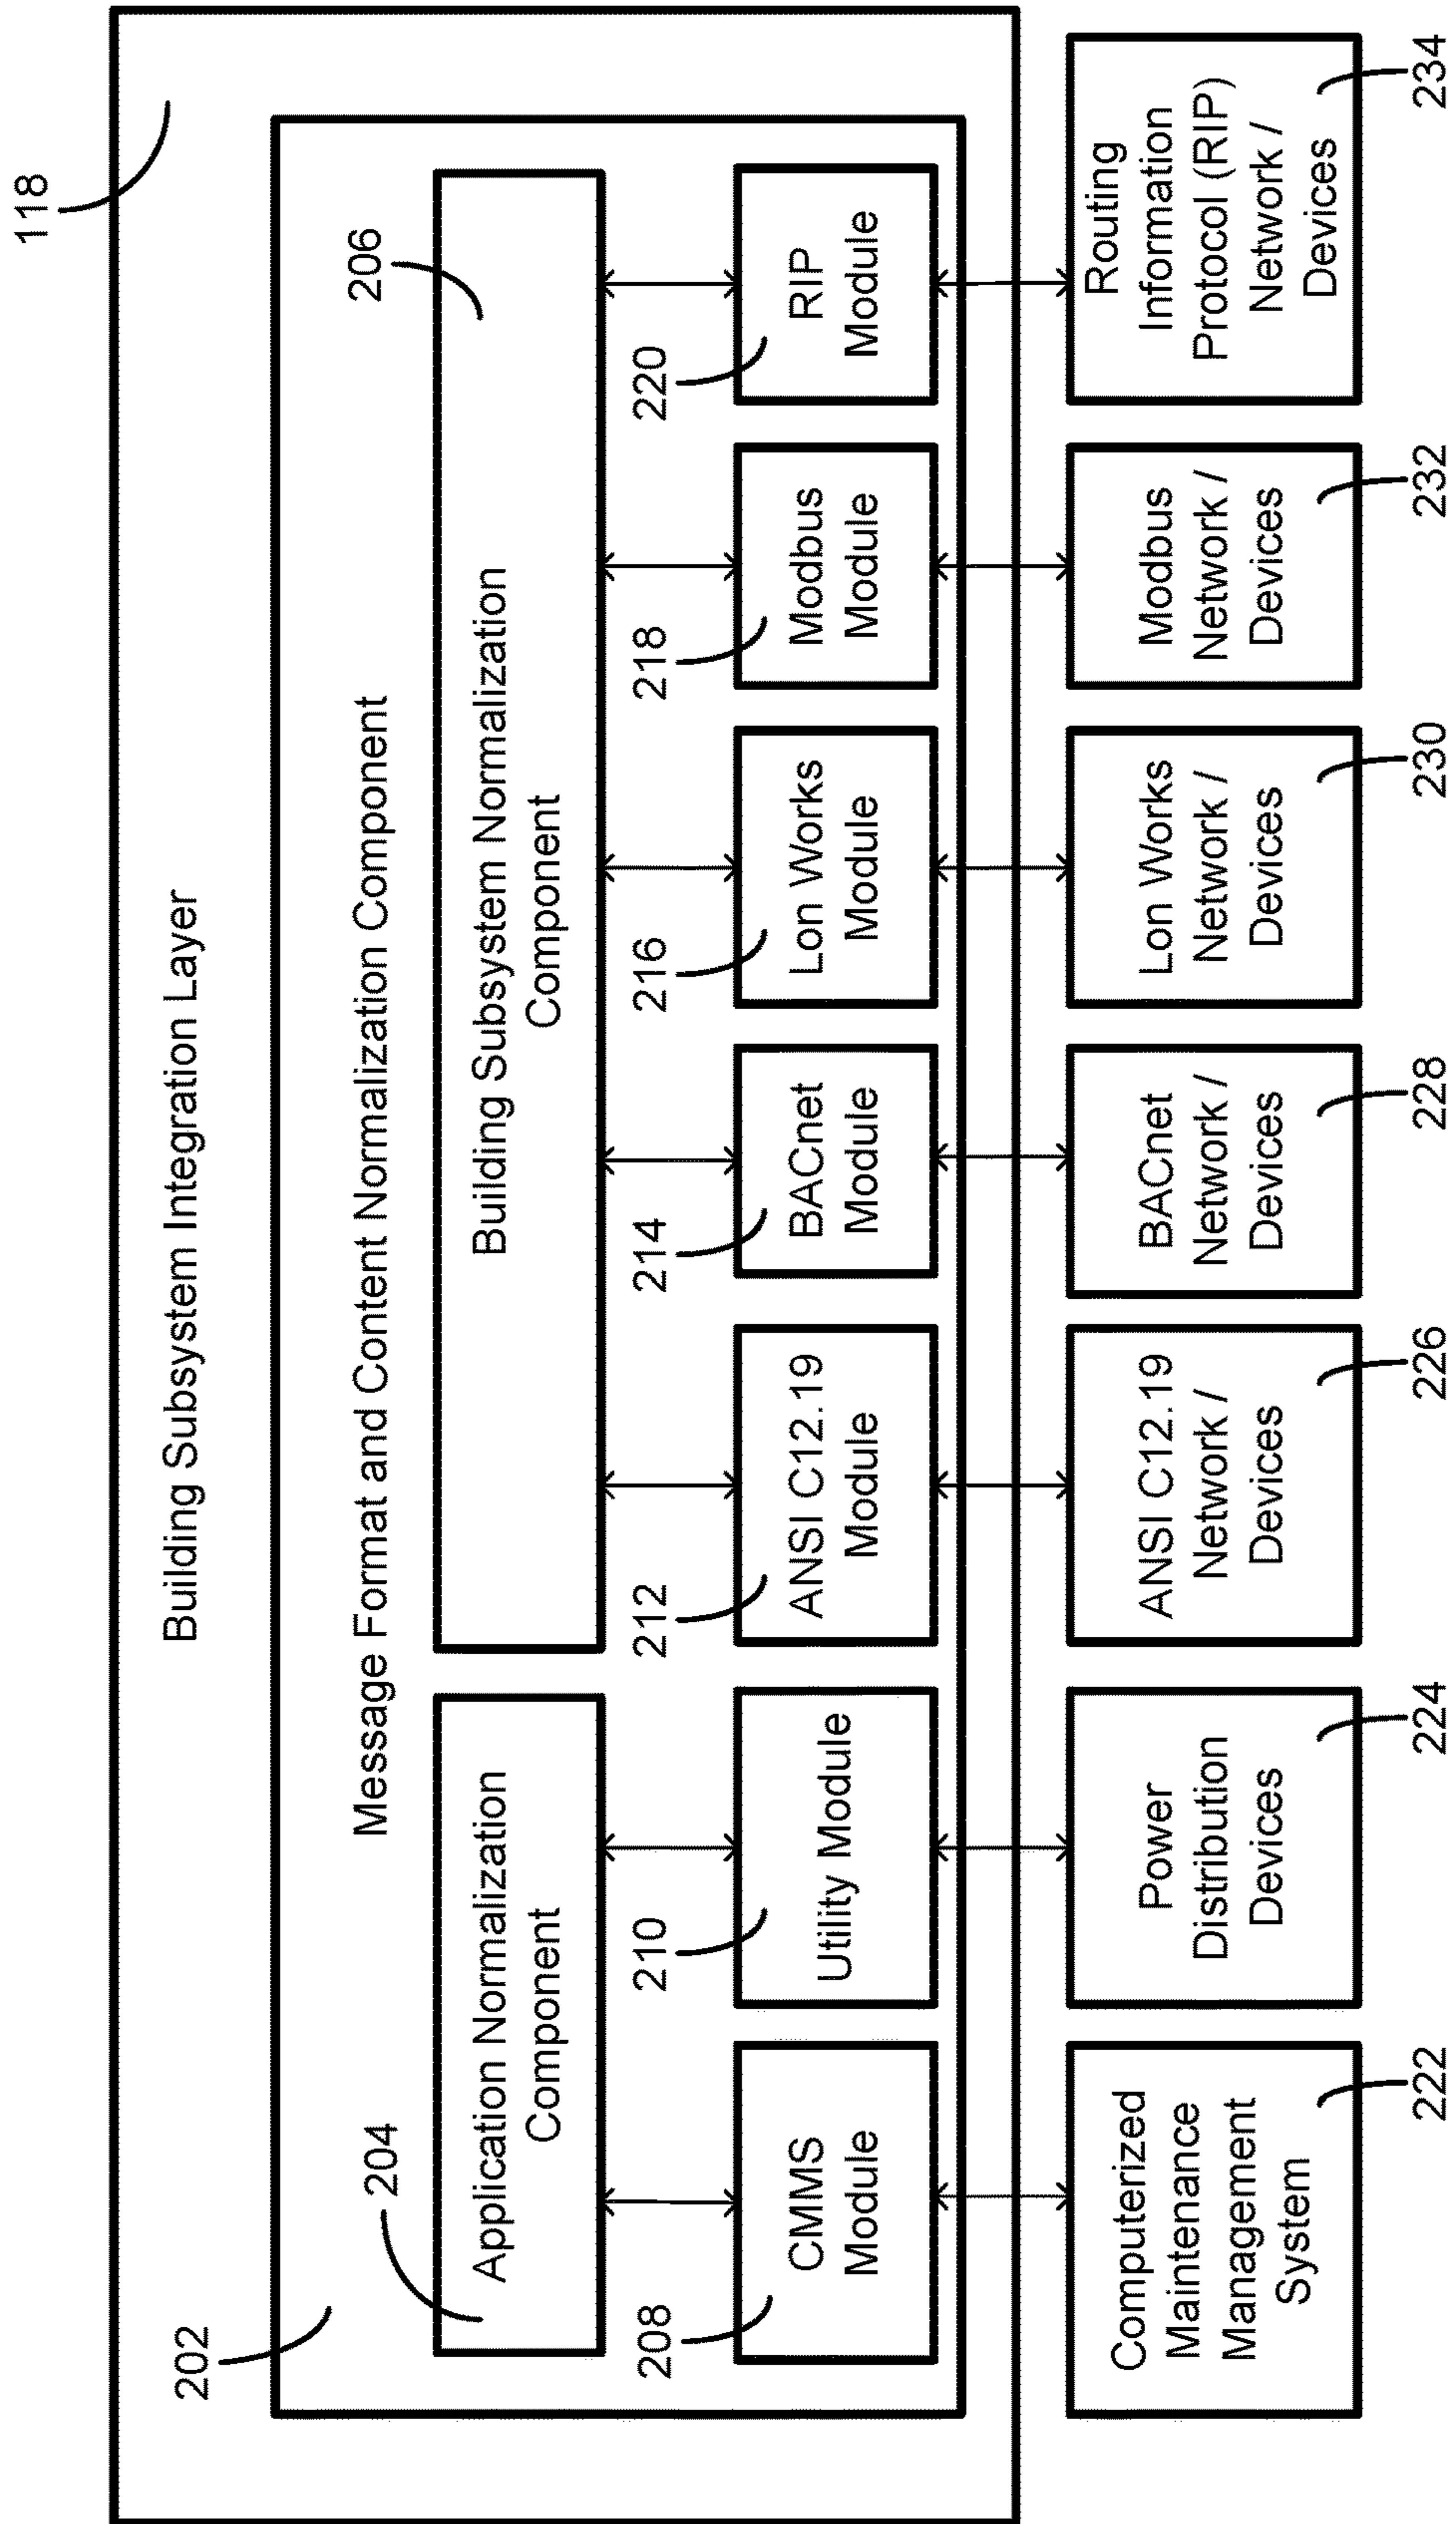 118
Building Subsystem Integration Layer
202
Message Format and Content Normalization Component
204
Application Normalization
Component
206
Building Subsystem Normalization
Component
208
CMMS
Module
210
Utility Module
212
ANSI C12.19
Module
214
BACnet
Module
216
Lon Works
Module
218
Modbus
Module
220
RIP
Module
Computerized
Maintenance
Management
System
222
Power
Distribution
Devices
224
ANSI C12.19
Network /
Devices
226
BACnet
Network /
Devices
228
Lon Works
Network /
Devices
230
Modbus
Network /
Devices
232
Routing
Information
Protocol (RIP)
Network /
Devices
234